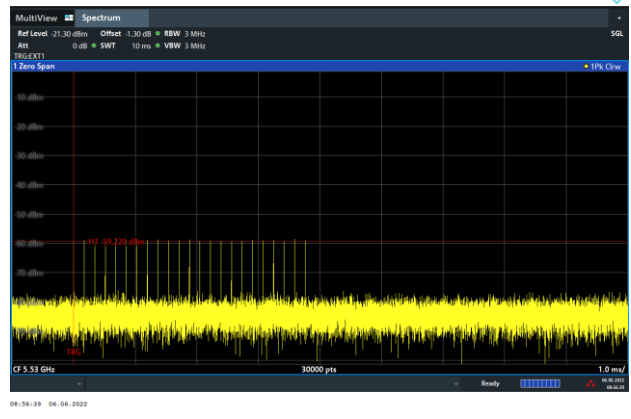 MultiView Spectrum
Ref Level -21.30 dBm Offset -1.30 dB RBW 3 MHz SGL
Att 0 dB SWT 10 ms VBW 3 MHz
TRG:EXT1
1 Zero Span 1Pk Clrw
-10 dBm
-20 dBm
-30 dBm
-40 dBm
-50 dBm
-60 dBm
H1 -59.220 dBm
-70 dBm
TRG
CF 5.53 GHz 30000 pts 1.0 ms/
Ready 06.06.2022
08:56:39
08:56:39 06.06.2022